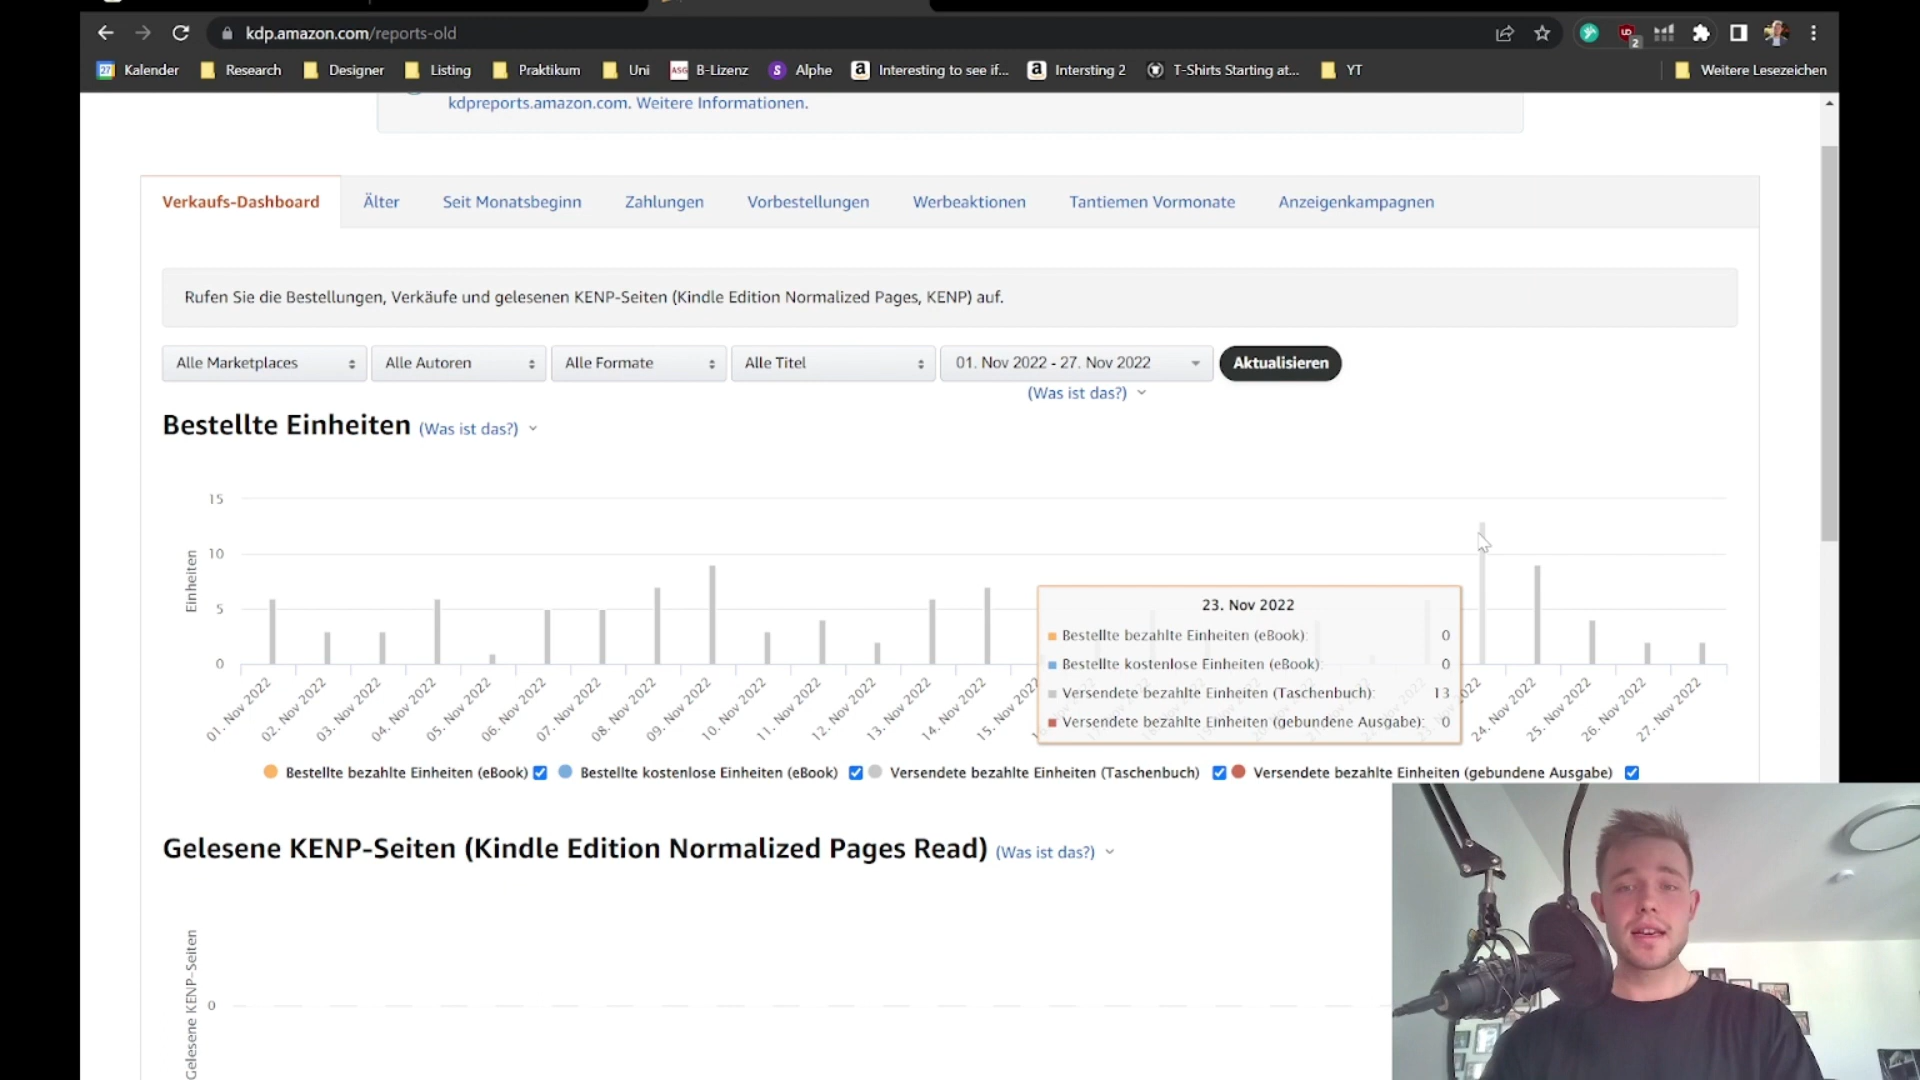 kdp.amazon.com/reports-old
2
27 Kalender Research Designer Listing Praktikum Uni ASG B-Lizenz S Alphe a Interesting to see if... a Intersting 2 T-Shirts Starting at... YT Weitere Lesezeichen
kdpreports.amazon.com. Weitere Informationen.
Verkaufs-Dashboard Älter Seit Monatsbeginn Zahlungen Vorbestellungen Werbeaktionen Tantiemen Vormonate Anzeigenkampagnen
Rufen Sie die Bestellungen, Verkäufe und gelesenen KENP-Seiten (Kindle Edition Normalized Pages, KENP) auf.
Alle Marketplaces Alle Autoren Alle Formate Alle Titel 01. Nov 2022 - 27. Nov 2022 Aktualisieren
(Was ist das?)
Bestellte Einheiten (Was ist das?)
15
10
5
0
Einheiten
23. Nov 2022
Bestellte bezahlte Einheiten (eBook): 0
Bestellte kostenlose Einheiten (eBook): 0
Versendete bezahlte Einheiten (Taschenbuch): 13
Versendete bezahlte Einheiten (gebundene Ausgabe): 0
01. Nov 2022 02. Nov 2022 03. Nov 2022 04. Nov 2022 05. Nov 2022 06. Nov 2022 07. Nov 2022 08. Nov 2022 09. Nov 2022 10. Nov 2022 11. Nov 2022 12. Nov 2022 13. Nov 2022 14. Nov 2022 15. Nov 2022 24. Nov 2022 25. Nov 2022 26. Nov 2022 27. Nov 2022
Bestellte bezahlte Einheiten (eBook) Bestellte kostenlose Einheiten (eBook) Versendete bezahlte Einheiten (Taschenbuch) Versendete bezahlte Einheiten (gebundene Ausgabe)
Gelesene KENP-Seiten (Kindle Edition Normalized Pages Read) (Was ist das?)
Gelesene KENP-Seiten
0